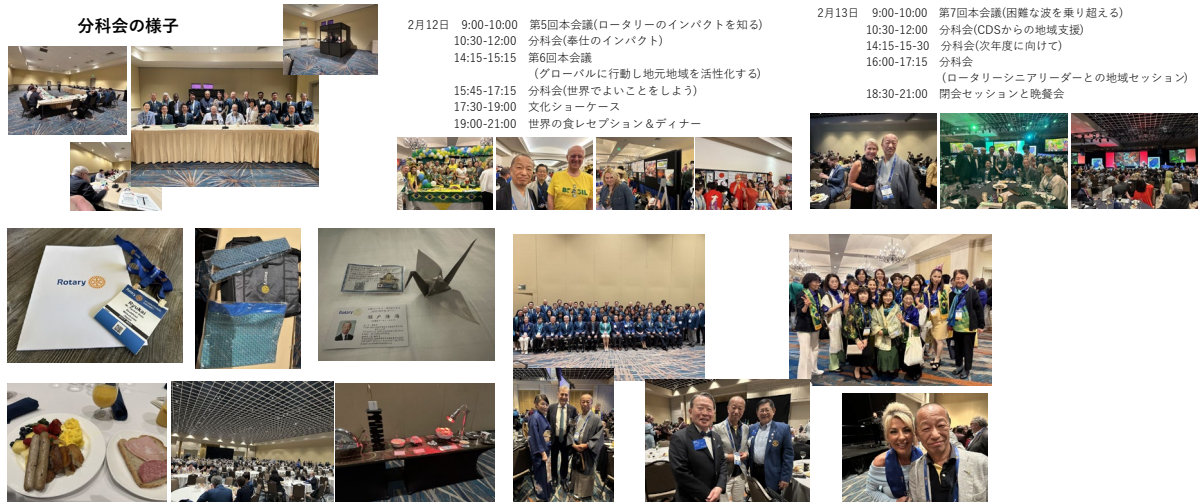 分科会の様子
2月12日 9:00-10:00 第5回本会議(ロータリーのインパクトを知る)
10:30-12:00 分科会(奉仕のインパクト)
14:15-15:15 第6回本会議
(グローバルに行動し地元地域を活性化する)
15:45-17:15 分科会(世界でよいことをしよう)
17:30-19:00 文化ショーケース
19:00-21:00 世界の食レセプション＆ディナー
2月13日 9:00-10:00 第7回本会議(困難な波を乗り超える)
10:30-12:00 分科会(CDSからの地域支援)
14:15-15-30 分科会(次年度に向けて)
16:00-17:15 分科会
(ロータリーシニアリーダーとの地域セッション)
18:30-21:00 閉会セッションと晩餐会
BRASIL
Rotary
Ryukai
Rotary